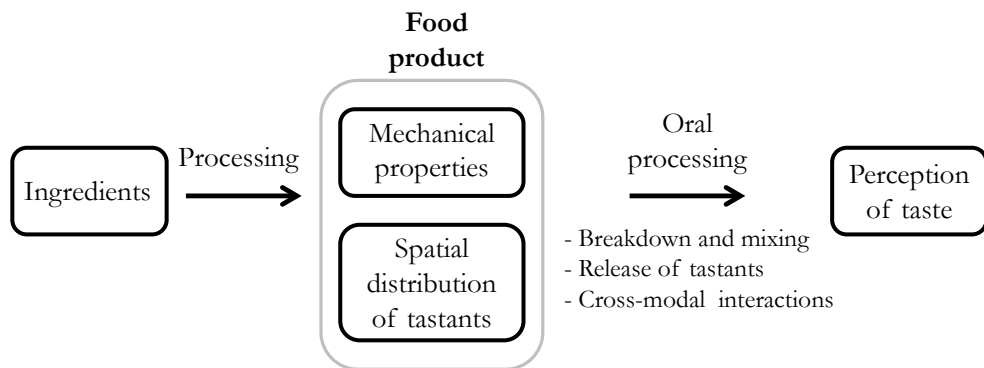 Food
product
Ingredients
Processing
Mechanical
properties
Spatial
distribution
of tastants
Oral
processing
- Breakdown and mixing
- Release of tastants
- Cross-modal interactions
Perception
of taste